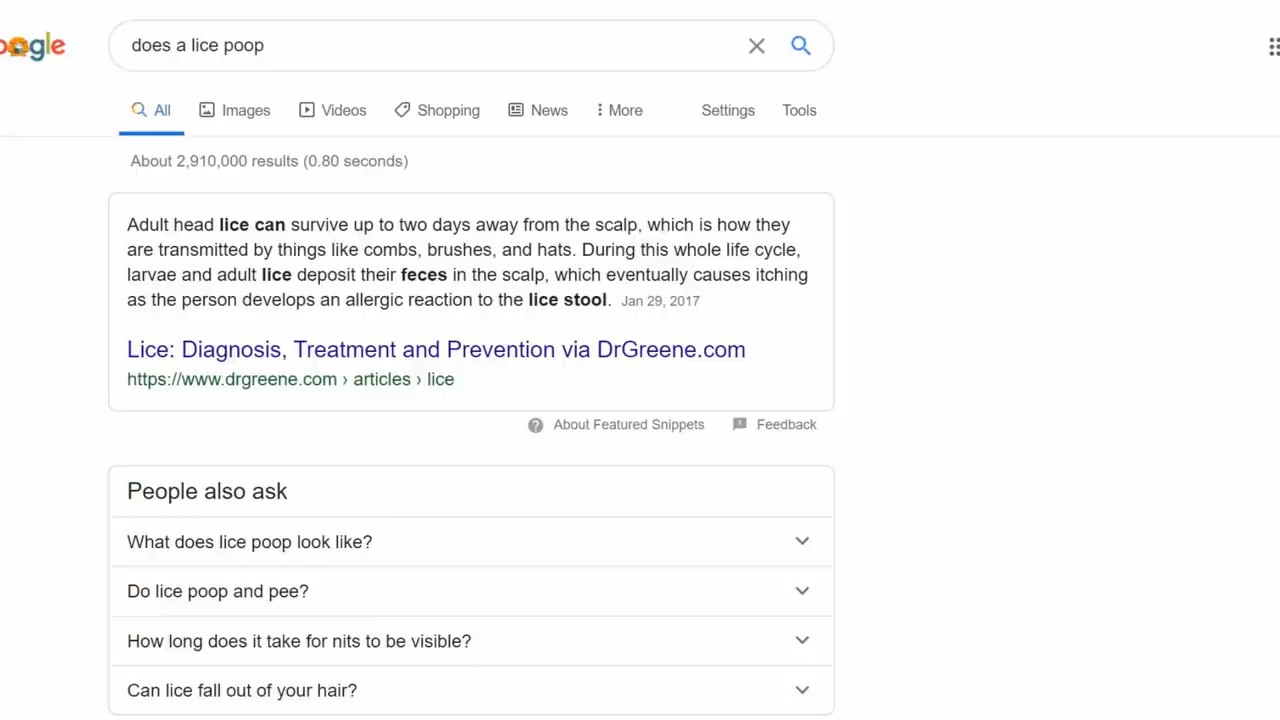 oogle
does a lice poop
All Images Videos Shopping News More Settings Tools
About 2,910,000 results (0.80 seconds)
Adult head lice can survive up to two days away from the scalp, which is how they
are transmitted by things like combs, brushes, and hats. During this whole life cycle,
larvae and adult lice deposit their feces in the scalp, which eventually causes itching
as the person develops an allergic reaction to the lice stool. Jan 29, 2017
Lice: Diagnosis, Treatment and Prevention via DrGreene.com
https://www.drgreene.com › articles › lice
About Featured Snippets Feedback
People also ask
What does lice poop look like?
Do lice poop and pee?
How long does it take for nits to be visible?
Can lice fall out of your hair?